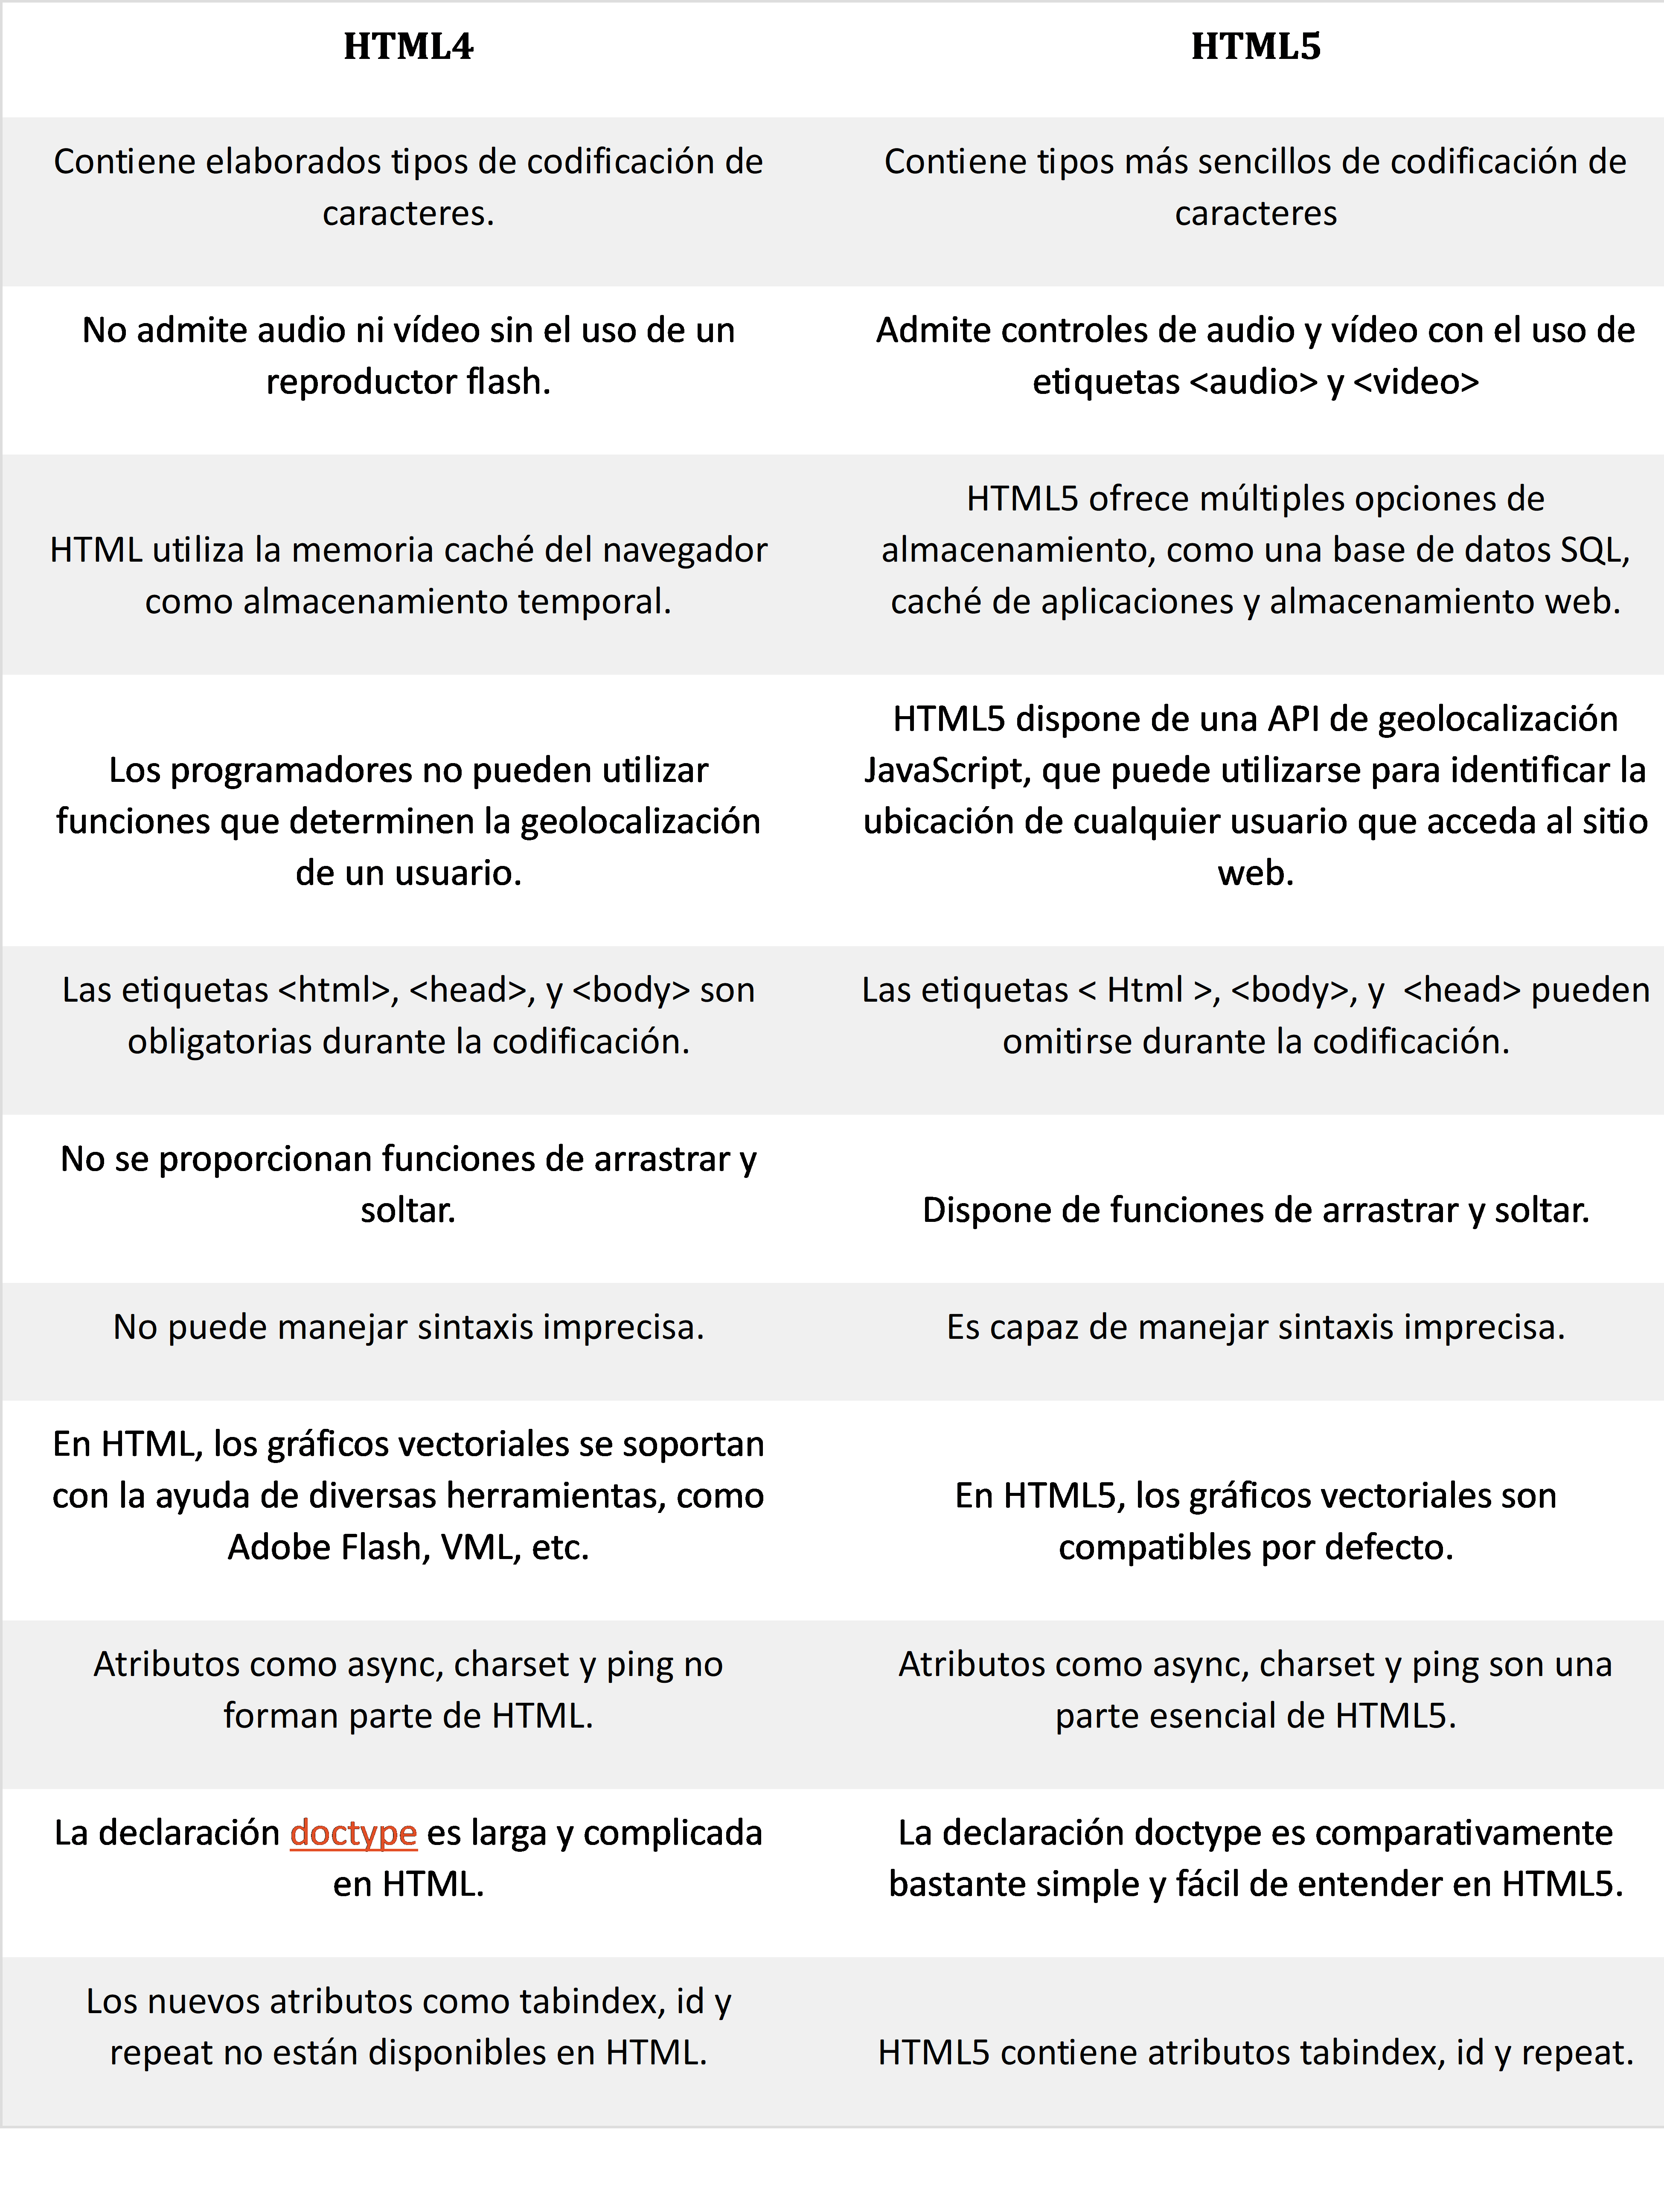 HTML4
HTML5
Contiene elaborados tipos de codificación de
caracteres.
Contiene tipos más sencillos de codificación de
caracteres
No admite audio ni vídeo sin el uso de un
reproductor flash.
Admite controles de audio y vídeo con el uso de
etiquetas <audio> y <video>
HTML utiliza la memoria caché del navegador
como almacenamiento temporal.
HTML5 ofrece múltiples opciones de
almacenamiento, como una base de datos SQL,
caché de aplicaciones y almacenamiento web.
Los programadores no pueden utilizar
funciones que determinen la geolocalización
de un usuario.
HTML5 dispone de una API de geolocalización
JavaScript, que puede utilizarse para identificar la
ubicación de cualquier usuario que acceda al sitio
web.
Las etiquetas <html>, <head>, y <body> son
obligatorias durante la codificación.
Las etiquetas < Html >, <body>, y  <head> pueden
omitirse durante la codificación.
No se proporcionan funciones de arrastrar y
soltar.
Dispone de funciones de arrastrar y soltar.
No puede manejar sintaxis imprecisa.
Es capaz de manejar sintaxis imprecisa.
En HTML, los gráficos vectoriales se soportan
con la ayuda de diversas herramientas, como
Adobe Flash, VML, etc.
En HTML5, los gráficos vectoriales son
compatibles por defecto.
Atributos como async, charset y ping no
forman parte de HTML.
Atributos como async, charset y ping son una
parte esencial de HTML5.
La declaración doctype es larga y complicada
en HTML.
La declaración doctype es comparativamente
bastante simple y fácil de entender en HTML5.
Los nuevos atributos como tabindex, id y
repeat no están disponibles en HTML.
HTML5 contiene atributos tabindex, id y repeat.